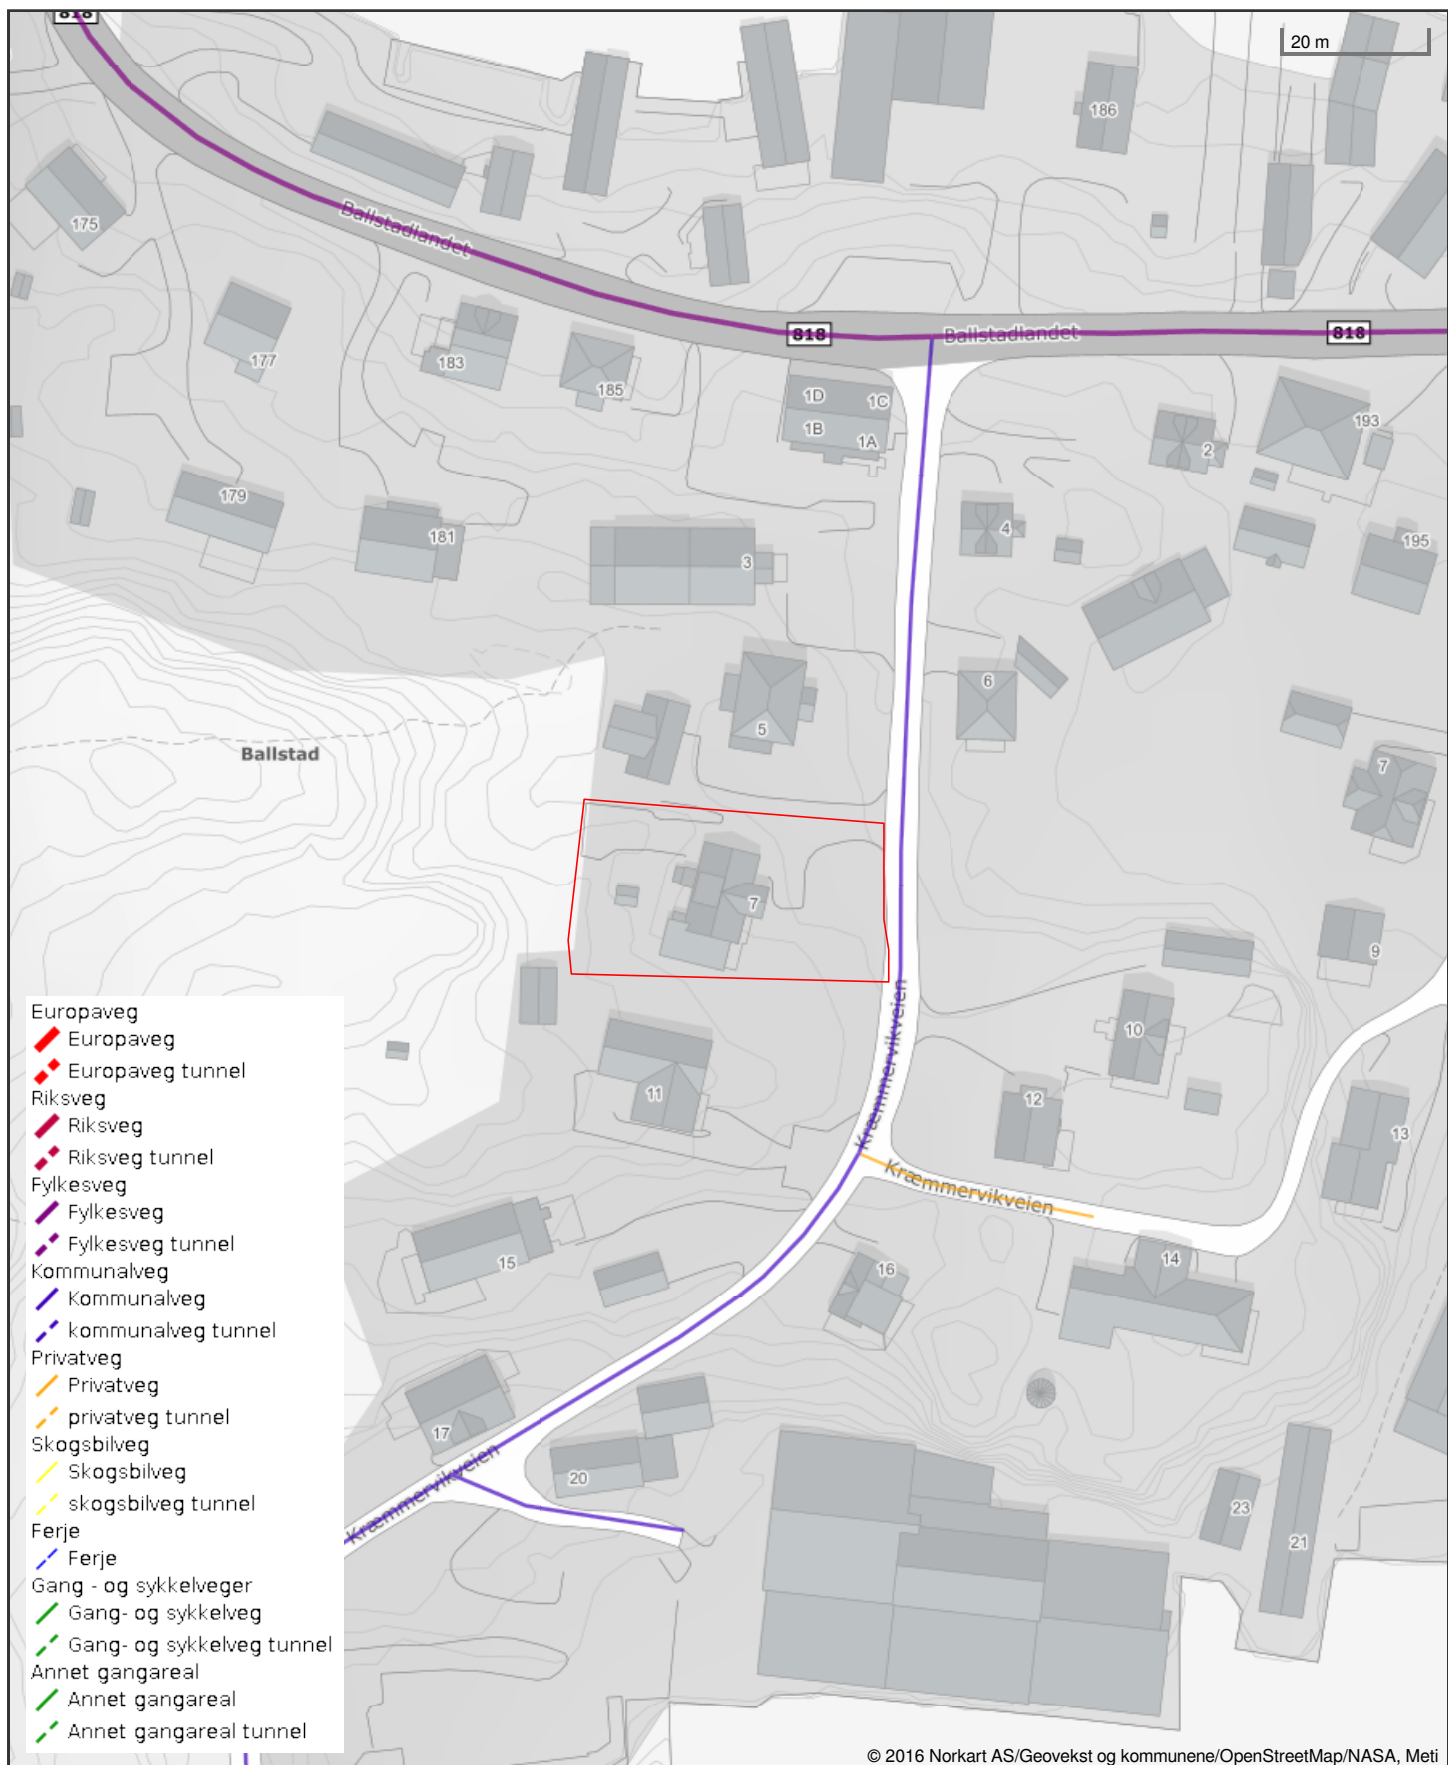 818
20 m
186
175
Ballstadlandet
177
183
185
818
Ballstadlandet
818
1D
1C
1B
1A
2
193
179
181
3
4
195
5
6
Ballstad
7
7
9
Kræmmervikveien
10
11
12
13
Kræmmervikveien
15
16
14
17
20
Kræmmervikveien
23
21
Europaveg
Europaveg
Europaveg tunnel
Riksveg
Riksveg
Riksveg tunnel
Fylkesveg
Fylkesveg
Fylkesveg tunnel
Kommunalveg
Kommunalveg
kommunalveg tunnel
Privatveg
Privatveg
privatveg tunnel
Skogsbilveg
Skogsbilveg
skogsbilveg tunnel
Ferje
Ferje
Gang - og sykkelveger
Gang- og sykkelveg
Gang- og sykkelveg tunnel
Annet gangareal
Annet gangareal
Annet gangareal tunnel
© 2016 Norkart AS/Geovekst og kommunene/OpenStreetMap/NASA, Meti